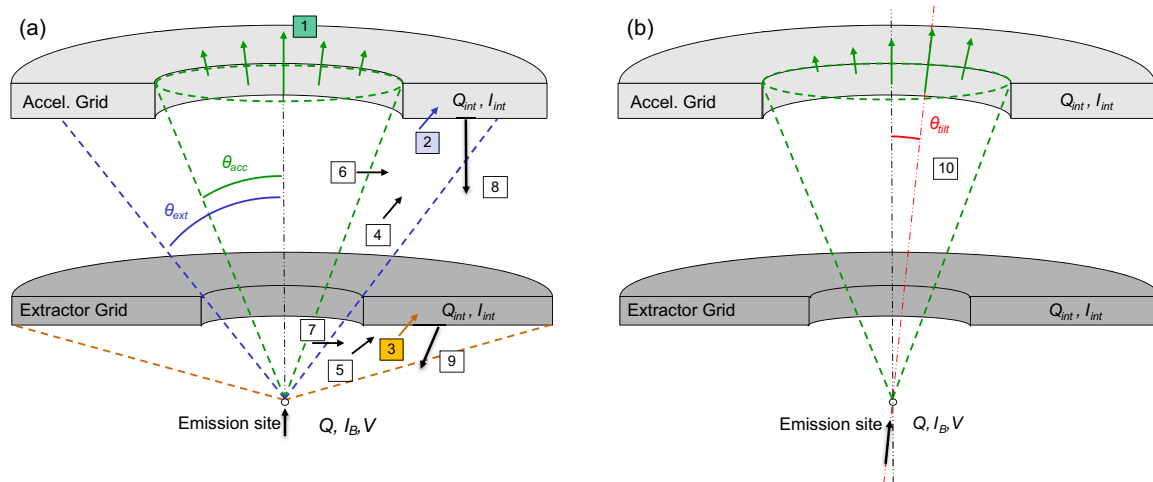 (a)
1
Accel. Grid
Q_int, I_int
2
θ_acc
6
8
θ_ext
4
Extractor Grid
Q_int, I_int
7
5
3
9
Emission site
Q, I_B, V
(b)
Accel. Grid
Q_int, I_int
θ_tilt
10
Extractor Grid
Q_int, I_int
Emission site
Q, I_B, V